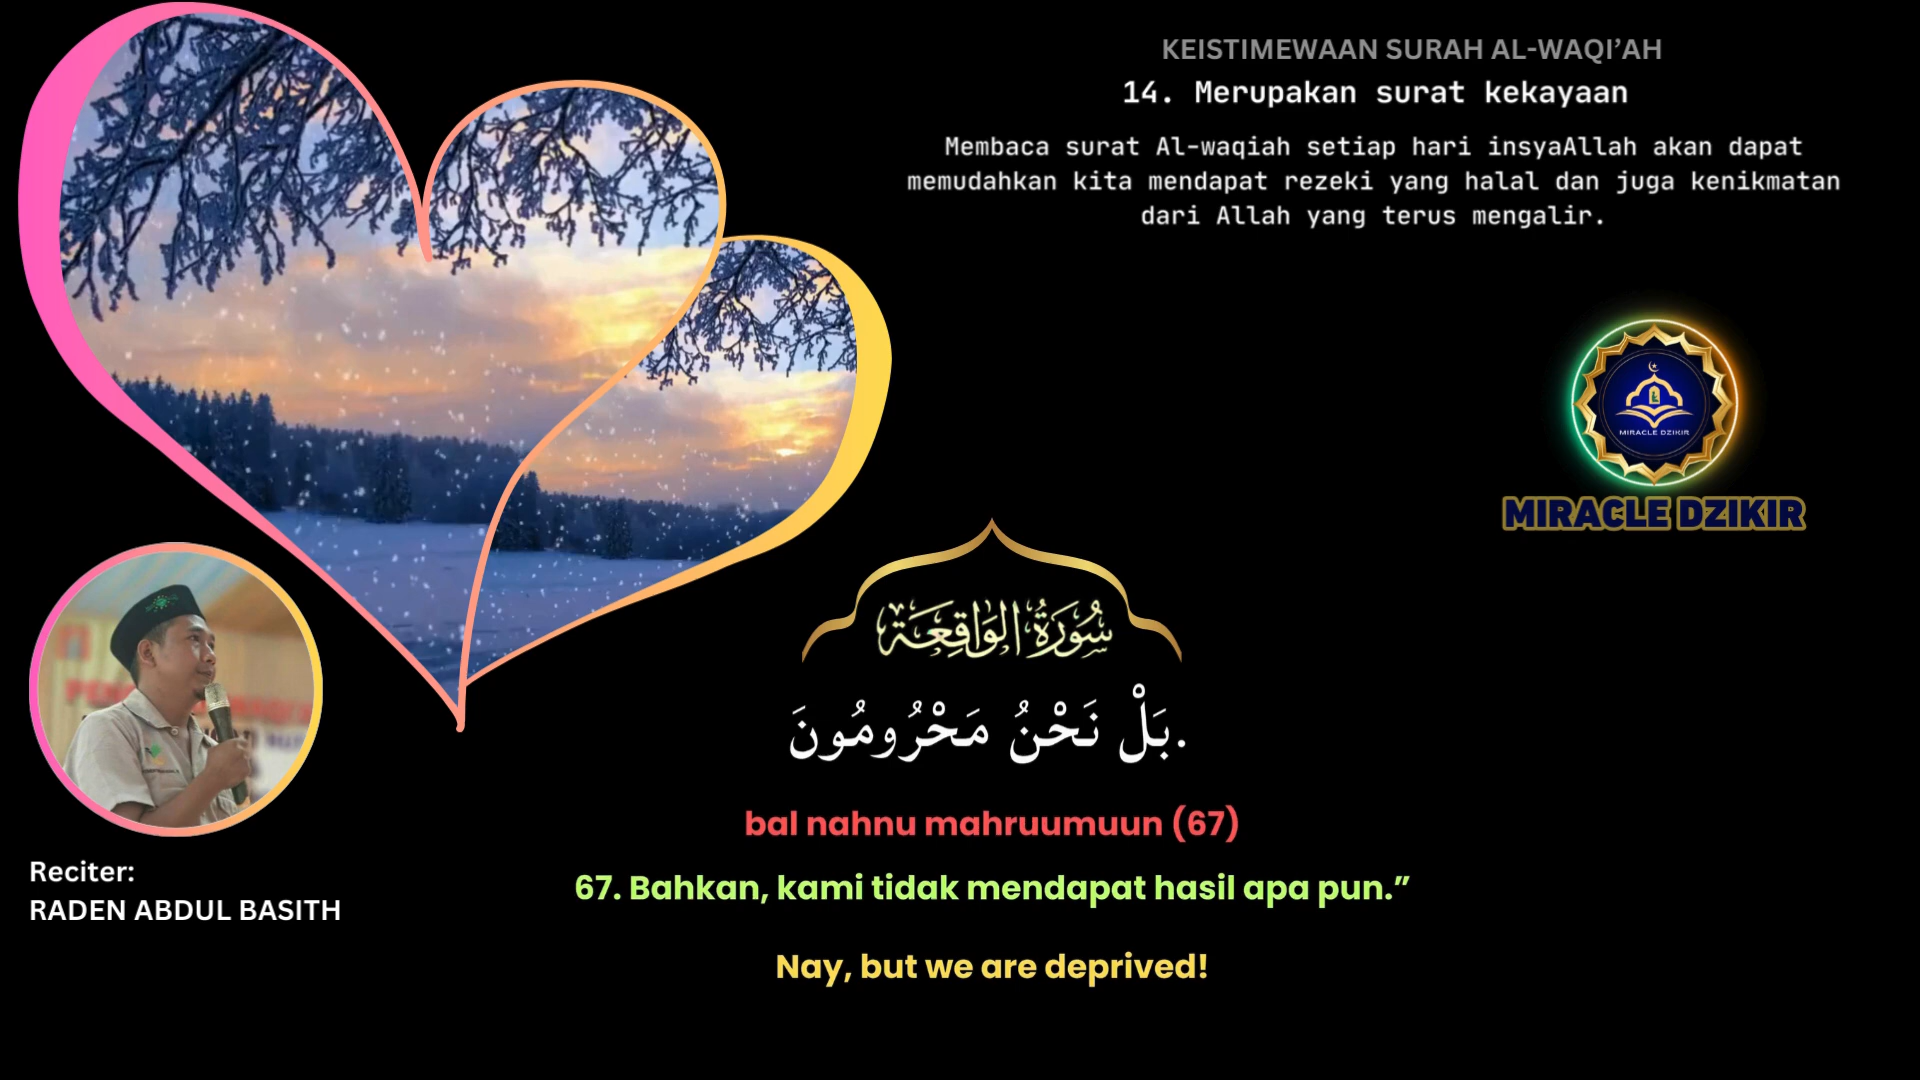 KEISTIMEWAAN SURAH AL-WAQI’AH
14. Merupakan surat kekayaan
Membaca surat Al-waqiah setiap hari insyaAllah akan dapat
memudahkan kita mendapat rezeki yang halal dan juga kenikmatan
dari Allah yang terus mengalir.
MIRACLE DZIKIR
MIRACLE DZIKIR
سُورَةُ الوَاقِعَة
بَلْ نَحْنُ مَحْرُومُونَ.
bal nahnu mahruumuun (67)
67. Bahkan, kami tidak mendapat hasil apa pun.”
Nay, but we are deprived!
Reciter:
RADEN ABDUL BASITH